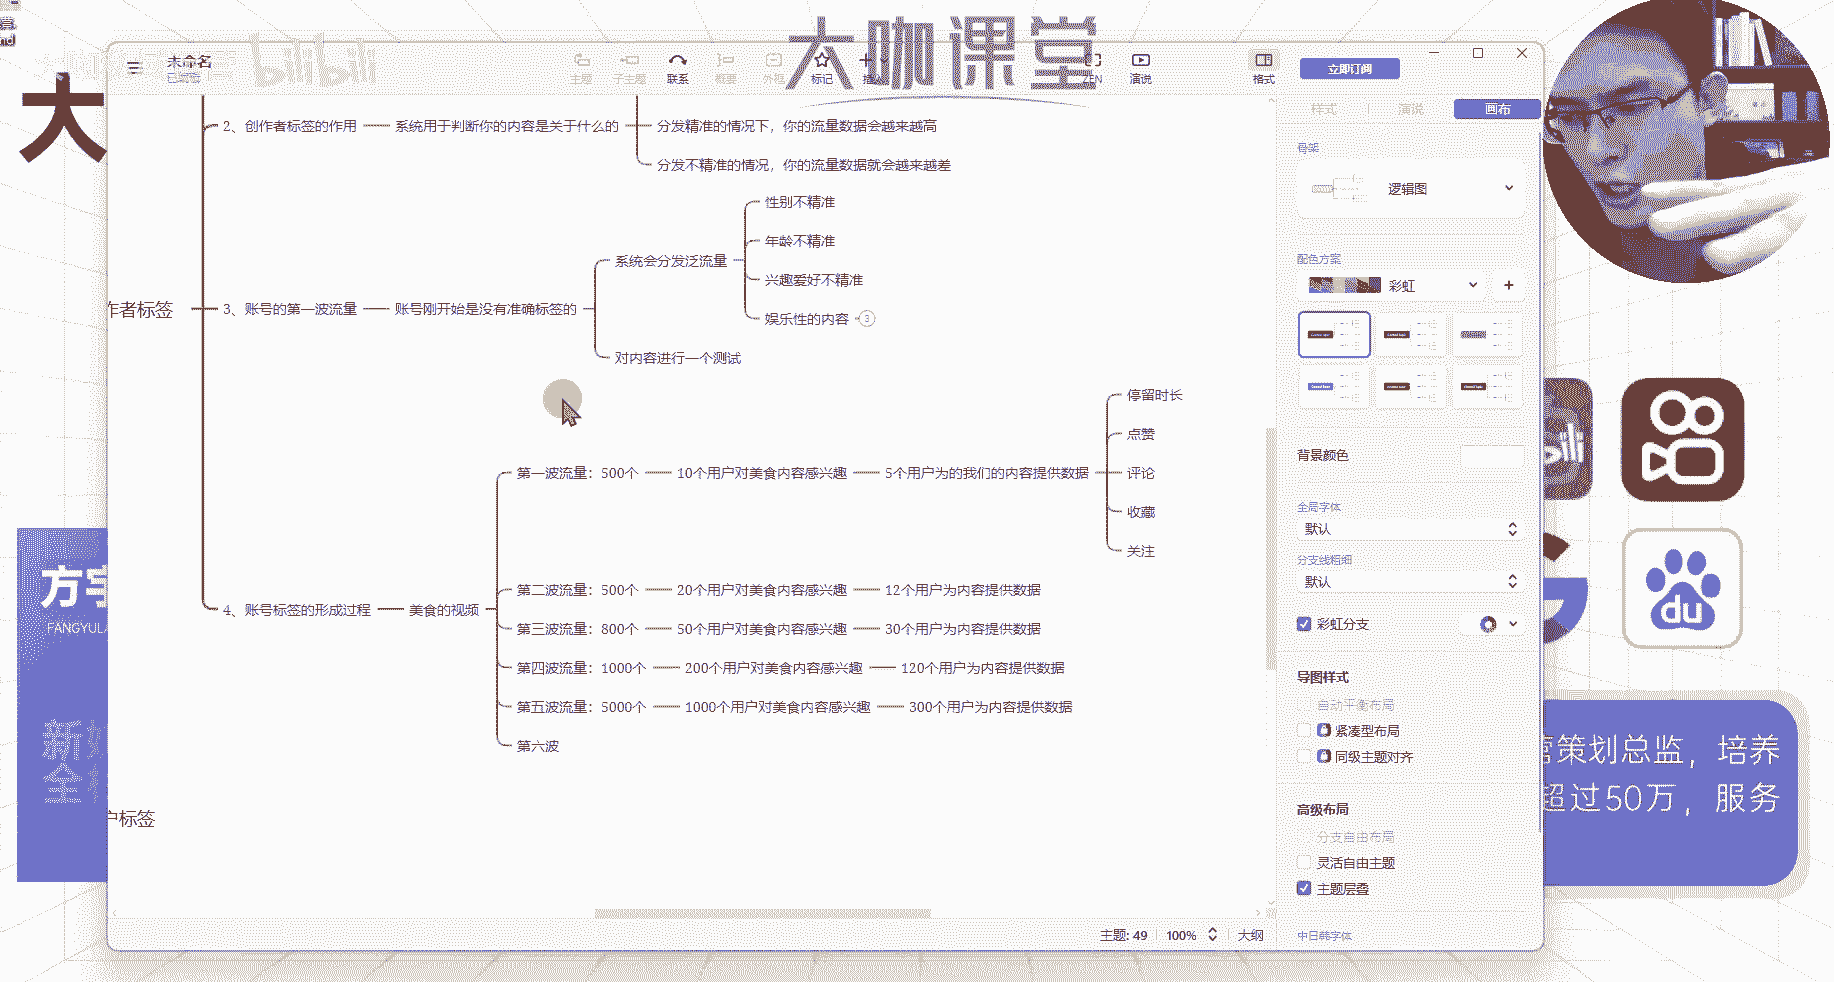 大咖课堂
bilibili
未命名
已编辑
主题
子主题
联系
概要
外框
标记
ZEN
演说
格式
立即订阅
样式
演说
画布
大
2、创作者标签的作用
系统用于判断你的内容是关于什么的
分发精准的情况下，你的流量数据会越来越高
分发不精准的情况，你的流量数据就会越来越差
作者标签
3、账号的第一波流量
账号刚开始是没有准确标签的
系统会分发泛流量
性别不精准
年龄不精准
兴趣爱好不精准
娱乐性的内容
3
对内容进行一个测试
4、账号标签的形成过程
美食的视频
第一波流量：500个
10个用户对美食内容感兴趣
5个用户为的我们的内容提供数据
停留时长
点赞
评论
收藏
关注
第二波流量：500个
20个用户对美食内容感兴趣
12个用户为内容提供数据
第三波流量：800个
50个用户对美食内容感兴趣
30个用户为内容提供数据
第四波流量：1000个
200个用户对美食内容感兴趣
120个用户为内容提供数据
第五波流量：5000个
1000个用户对美食内容感兴趣
300个用户为内容提供数据
第六波
户标签
骨架
逻辑图
配色方案
彩虹
背景颜色
全局字体
默认
分支线粗细
默认
彩虹分支
导图样式
自动平衡布局
紧凑型布局
同级主题对齐
高级布局
分支自由布局
灵活自由主题
主题层叠
中日韩字体
主题: 49
100%
大纲
方宇
FANGYULA
新
全
du
营策划总监，培养
超过50万，服务